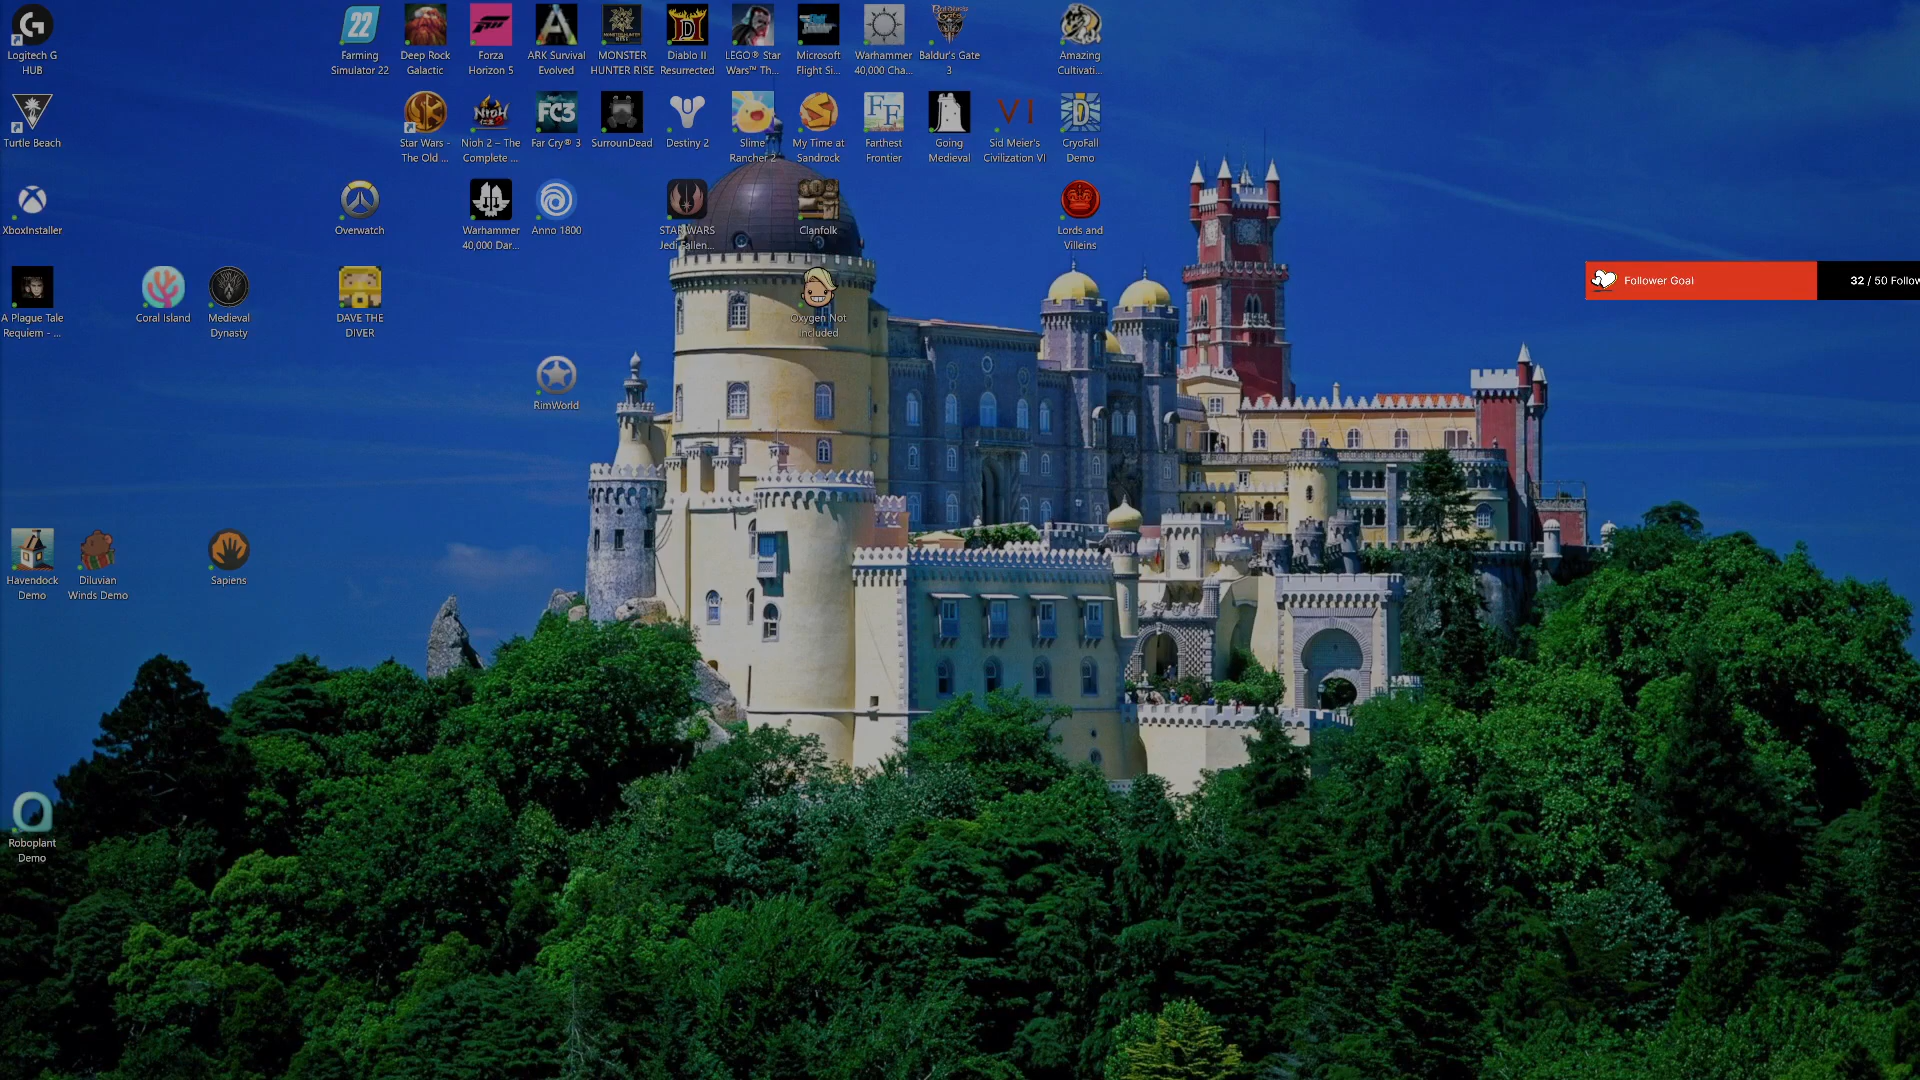 Logitech G
HUB
Farming
Simulator 22
Deep Rock
Galactic
Forza
Horizon 5
ARK Survival
Evolved
MONSTER
HUNTER RISE
Diablo II
Resurrected
LEGO® Star
Wars™ Th...
Microsoft
Flight Si...
Warhammer
40,000 Cha...
Baldur's Gate
3
Amazing
Cultivati...
Turtle Beach
Star Wars -
The Old ...
Nioh 2 – The
Complete ...
Far Cry® 3
SurrounDead
Destiny 2
Slime
Rancher 2
My Time at
Sandrock
Farthest
Frontier
Going
Medieval
Sid Meier's
Civilization VI
CryoFall
Demo
XboxInstaller
Overwatch
Warhammer
40,000 Dar...
Anno 1800
STAR WARS
Jedi Fallen...
Clanfolk
Lords and
Villeins
A Plague Tale
Requiem - ...
Coral Island
Medieval
Dynasty
DAVE THE
DIVER
Oxygen Not
Included
Follower Goal
32 / 50 Follow
RimWorld
Havendock
Demo
Diluvian
Winds Demo
Sapiens
Roboplant
Demo